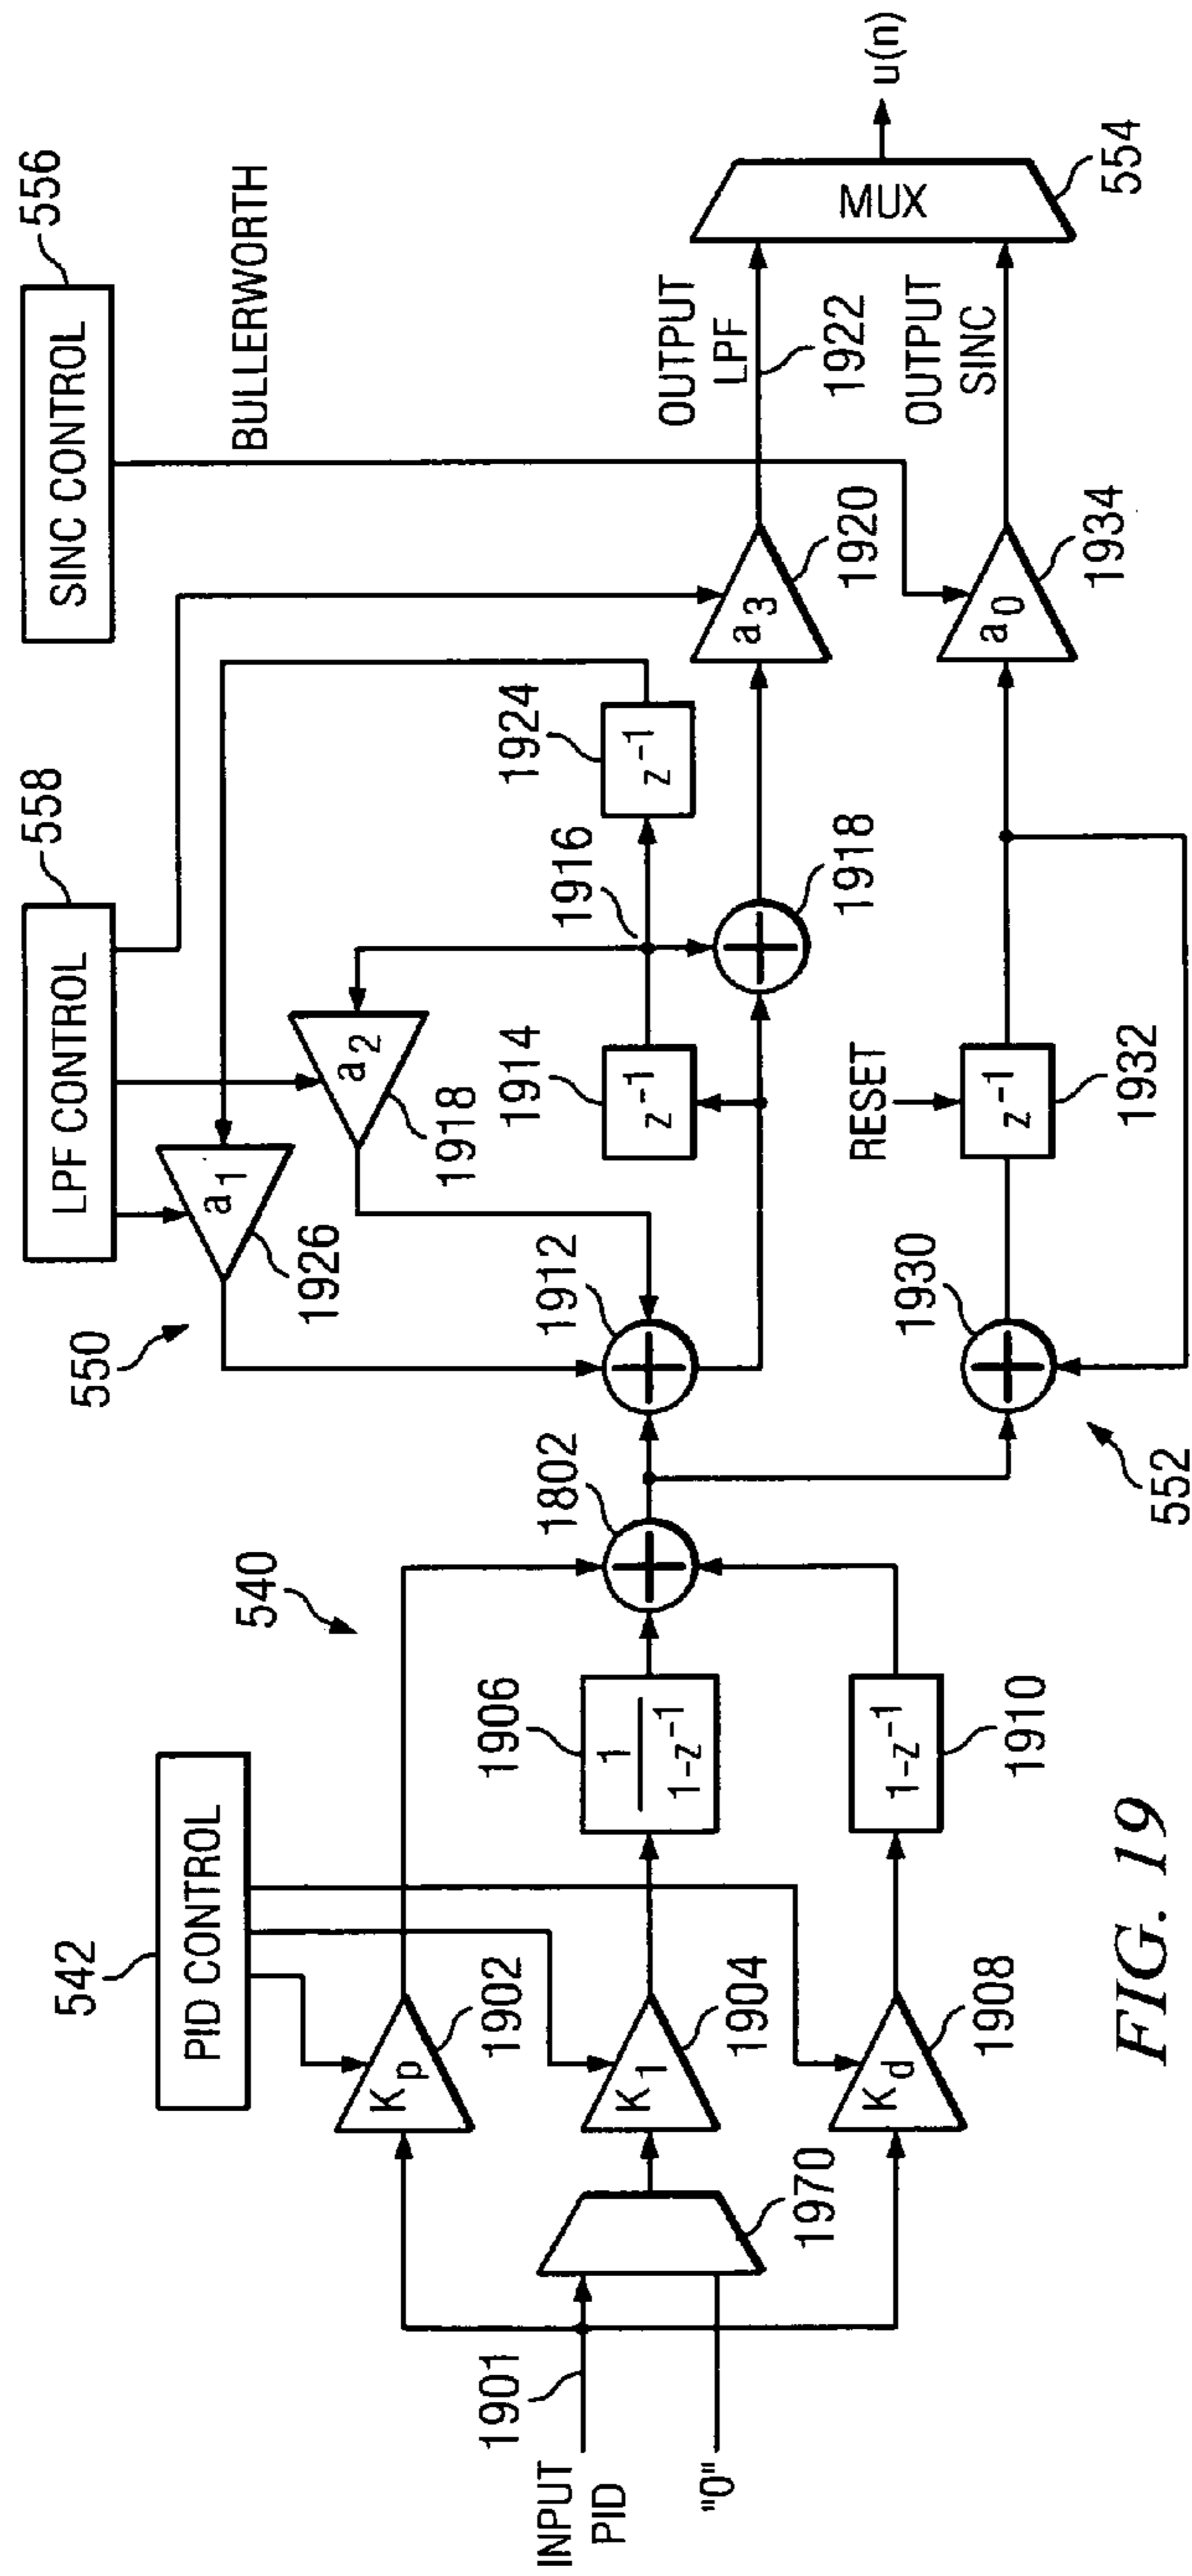 556
SINC CONTROL
BULLERWORTH
558
LPF CONTROL
550
a1
1926
a2
1918
1924
z-1
1916
1914
z-1
1912
1918
a3
1920
OUTPUT
LPF
1922
MUX
554
u(n)
OUTPUT
SINC
a0
1934
RESET
z-1
1932
1930
552
542
PID CONTROL
540
Kp
1902
1802
1906
1
1-z-1
K1
1904
1-z-1
1910
Kd
1908
1970
1901
INPUT
PID
"0"
FIG. 19